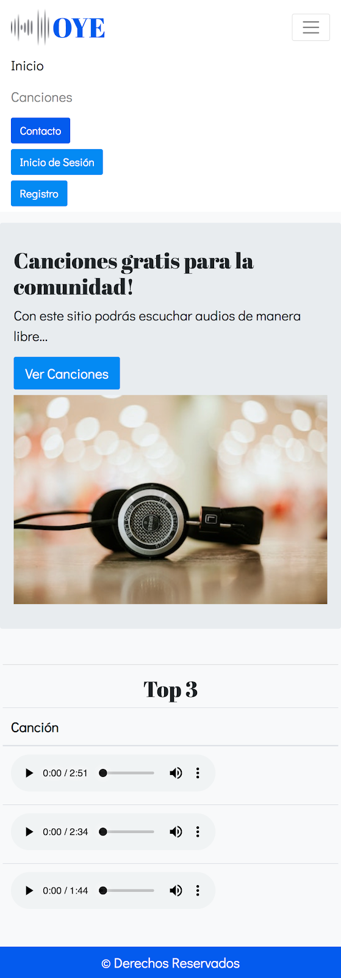 OYE
Inicio
Canciones
Contacto
Inicio de Sesión
Registro
Canciones gratis para la
comunidad!
Con este sitio podrás escuchar audios de manera
libre...
Ver Canciones
Top 3
Canción
0:00 / 2:51
0:00 / 2:34
0:00 / 1:44
© Derechos Reservados